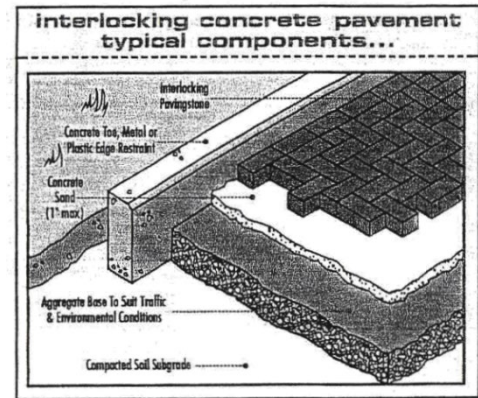 interlocking concrete pavement
typical components...
Interlocking
Pavingstone
Concrete Toe, Metal or
Plastic Edge Restraint
Concrete
Sand
(1" max.)
Aggregate Base To Suit Traffic
& Environmental Conditions
Compacted Soil Subgrade